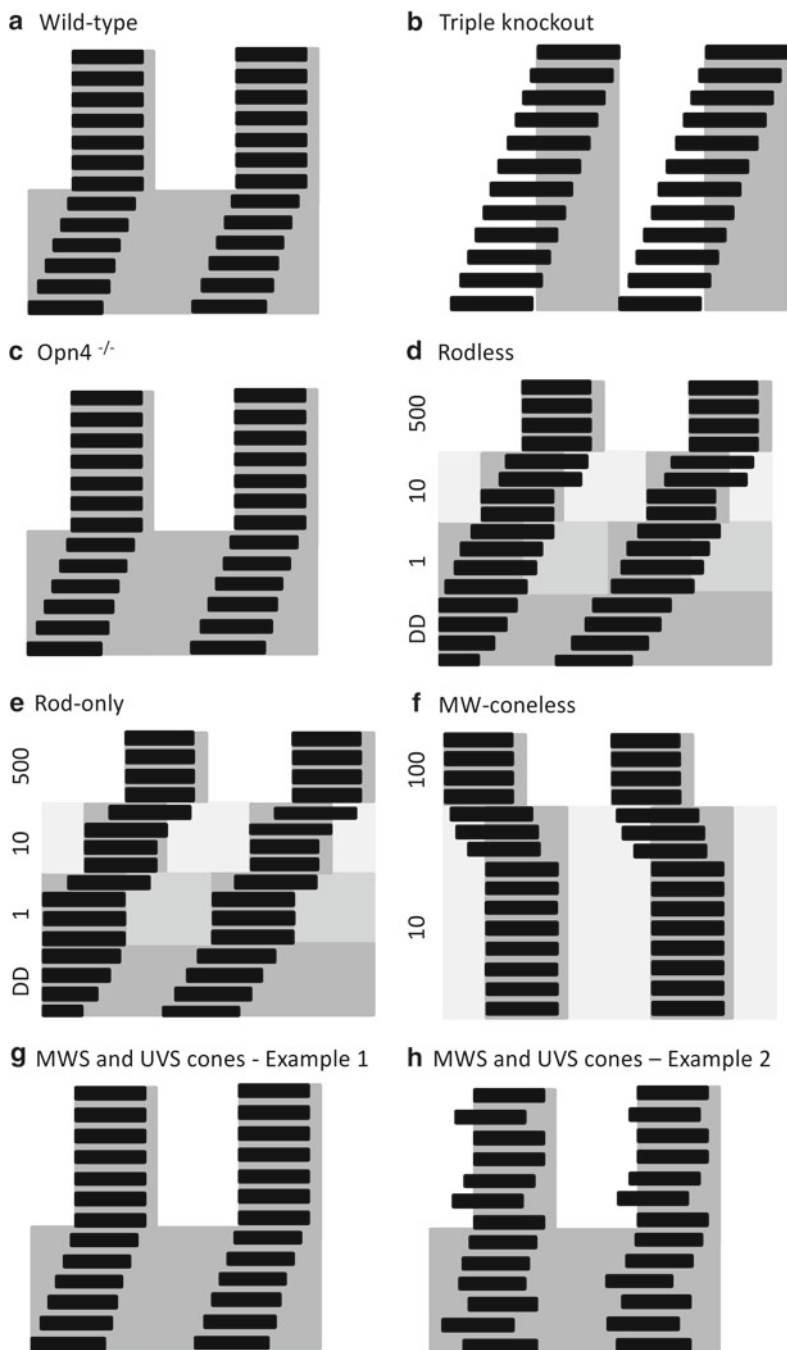 a Wild-type
b Triple knockout
c Opn4 -/-
d Rodless
500
10
1
DD
e Rod-only
500
10
1
DD
f MW-coneless
100
10
g MWS and UVS cones - Example 1
h MWS and UVS cones – Example 2